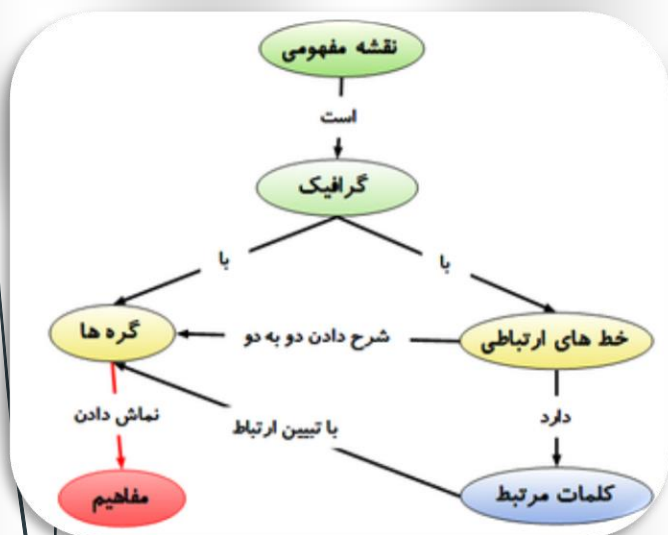 نقشه مفهومی
است
گرافیک
با
با
خط های ارتباطی
شرح دادن دو به دو
گره ها
دارد
با تبیین ارتباط
نماش دادن
کلمات مرتبط
مفاهیم